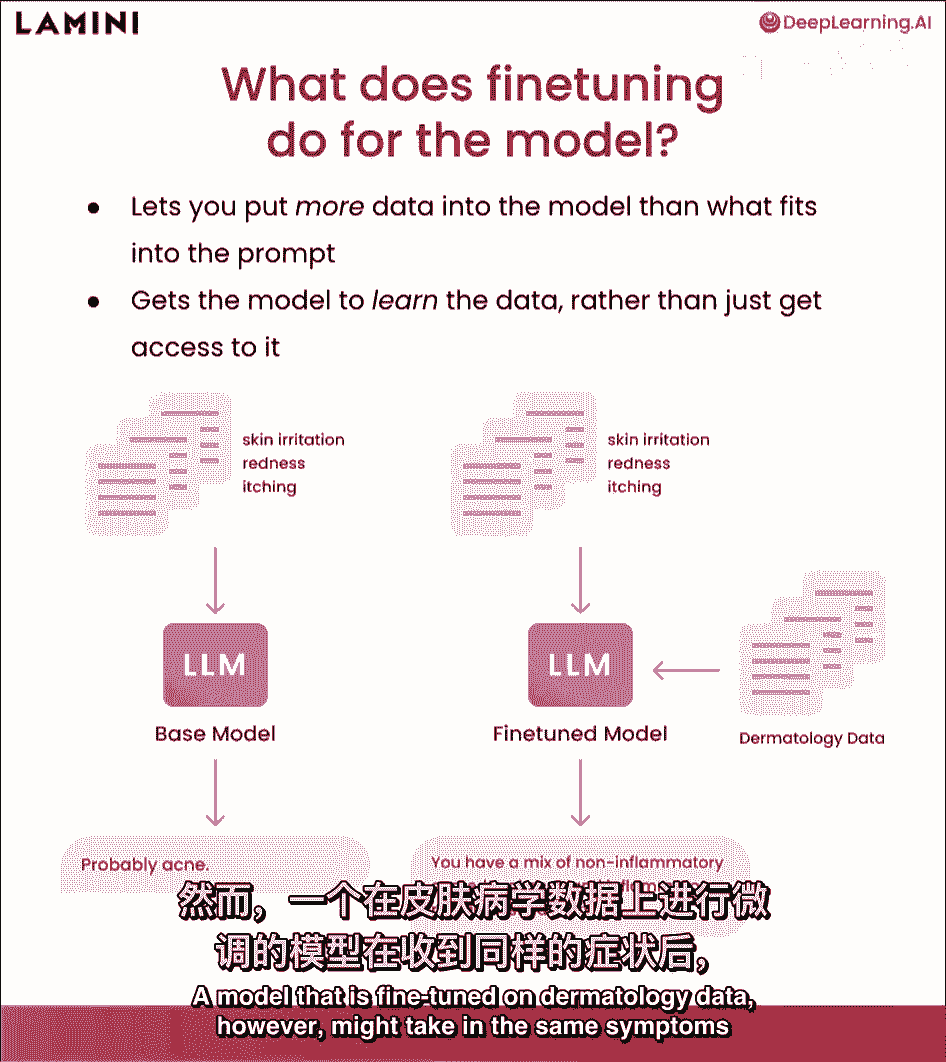 LAMINI
DeepLearning.AI
What does finetuning
do for the model?
● Lets you put more data into the model than what fits
into the prompt
● Gets the model to learn the data, rather than just get
access to it
skin irritation
redness
itching
skin irritation
redness
itching
LLM
LLM
Base Model
Finetuned Model
Dermatology Data
Probably acne.
You have a mix of non-inflammatory
然而，一个在皮肤病学数据上进行微
调的模型在收到同样的症状后，
A model that is fine-tuned on dermatology data,
however, might take in the same symptoms